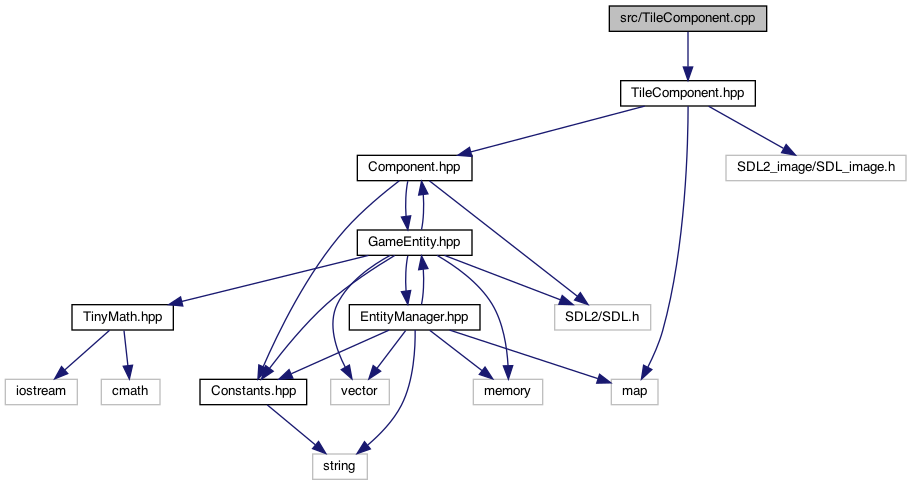 src/TileComponent.cpp
TileComponent.hpp
Component.hpp
SDL2_image/SDL_image.h
GameEntity.hpp
TinyMath.hpp
EntityManager.hpp
SDL2/SDL.h
iostream
cmath
Constants.hpp
vector
memory
map
string